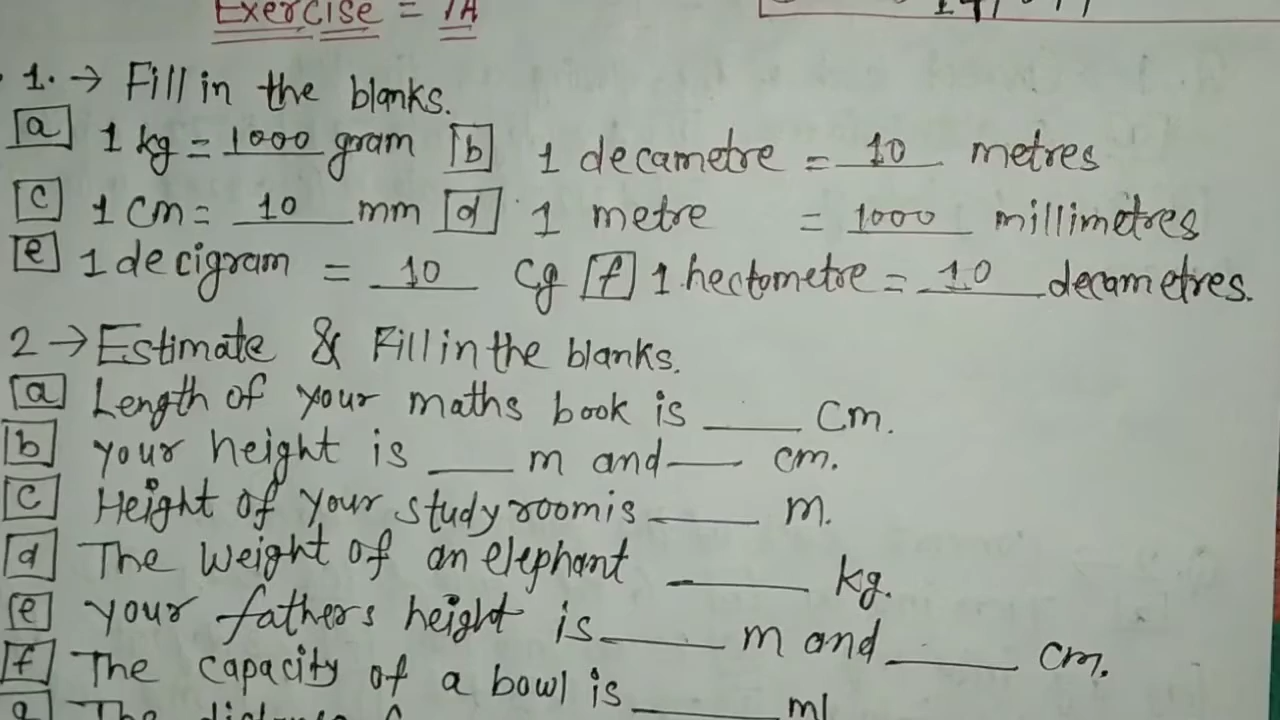 Exercise = 1A
1. → Fill in the blanks.
a 1 kg = 1000 gram b 1 decametre = 10 metres
c 1 cm = 10 mm d 1 metre = 1000 millimetres
e 1 decigram = 10 cg f 1 hectometre = 10 decametres.
2 → Estimate & Fill in the blanks.
a Length of your maths book is ____ cm.
b your height is ____ m and ____ cm.
c Height of your study room is ____ m.
d The weight of an elephant ____ kg.
e your fathers height is ____ m and ____ cm.
f The capacity of a bowl is ____ ml
The